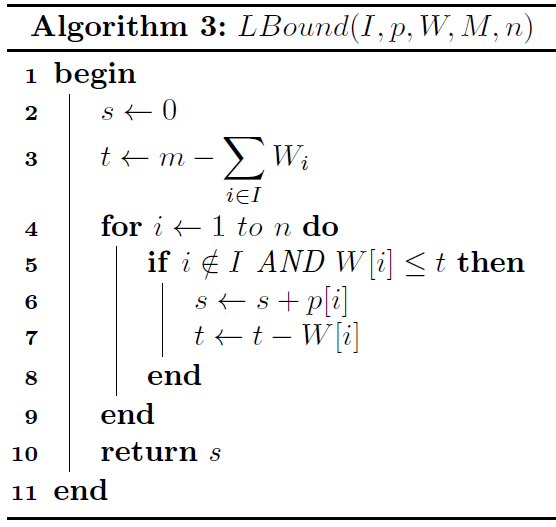 Algorithm 3: LBound(I, p, W, M, n)
1 begin
2 s ← 0
3 t ← m − ∑_{i∈I} W_i
4 for i ← 1 to n do
5 if i ∉ I AND W[i] ≤ t then
6 s ← s + p[i]
7 t ← t − W[i]
8 end
9 end
10 return s
11 end